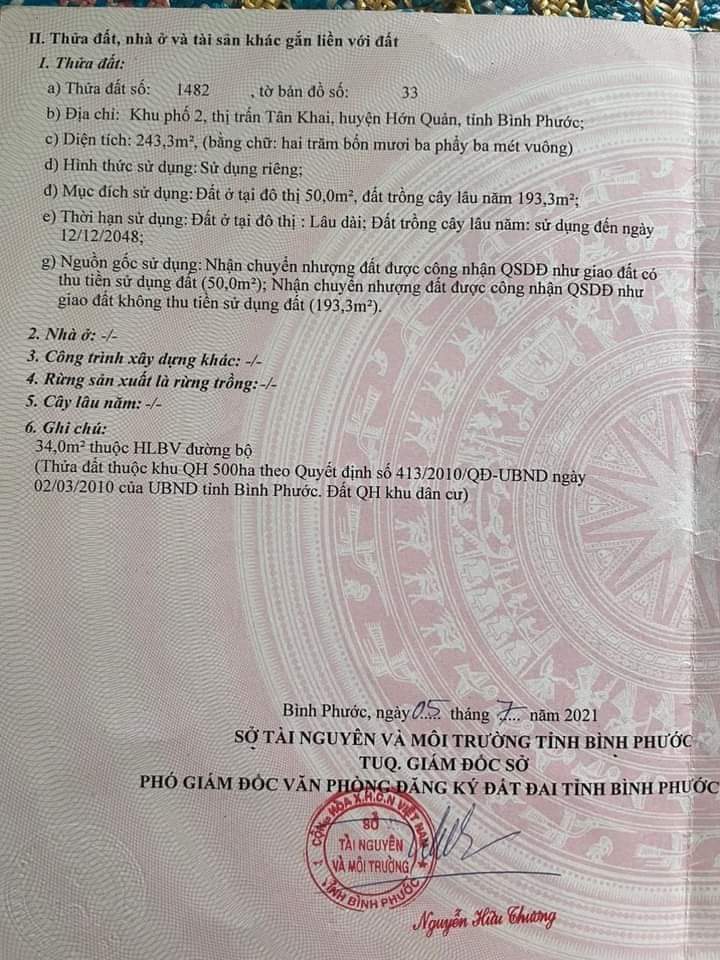 II. Thửa đất, nhà ở và tài sản khác gắn liền với đất
1. Thửa đất:
a) Thửa đất số: 1482 , tờ bản đồ số: 33
b) Địa chỉ: Khu phố 2, thị trấn Tân Khai, huyện Hớn Quản, tỉnh Bình Phước;
c) Diện tích: 243,3m², (bằng chữ: hai trăm bốn mươi ba phẩy ba mét vuông)
d) Hình thức sử dụng: Sử dụng riêng;
đ) Mục đích sử dụng: Đất ở tại đô thị 50,0m², đất trồng cây lâu năm 193,3m²;
e) Thời hạn sử dụng: Đất ở tại đô thị : Lâu dài; Đất trồng cây lâu năm: sử dụng đến ngày
12/12/2048;
g) Nguồn gốc sử dụng: Nhận chuyển nhượng đất được công nhận QSDĐ như giao đất có
thu tiền sử dụng đất (50,0m²); Nhận chuyển nhượng đất được công nhận QSDĐ như
giao đất không thu tiền sử dụng đất (193,3m²).
2. Nhà ở: -/-
3. Công trình xây dựng khác: -/-
4. Rừng sản xuất là rừng trồng: -/-
5. Cây lâu năm: -/-
6. Ghi chú:
34,0m² thuộc HLBV đường bộ
(Thửa đất thuộc khu QH 500ha theo Quyết định số 413/2010/QĐ-UBND ngày
02/03/2010 của UBND tỉnh Bình Phước. Đất QH khu dân cư)
Bình Phước, ngày 05 tháng 7 năm 2021
SỞ TÀI NGUYÊN VÀ MÔI TRƯỜNG TỈNH BÌNH PHƯỚC
TUQ. GIÁM ĐỐC SỞ
PHÓ GIÁM ĐỐC VĂN PHÒNG ĐĂNG KÝ ĐẤT ĐAI TỈNH BÌNH PHƯỚC
CỘNG HÒA X.H.C.N VIỆT NAM
SỞ
TÀI NGUYÊN
VÀ MÔI TRƯỜNG
TỈNH BÌNH PHƯỚC
Nguyễn Hữu Thương